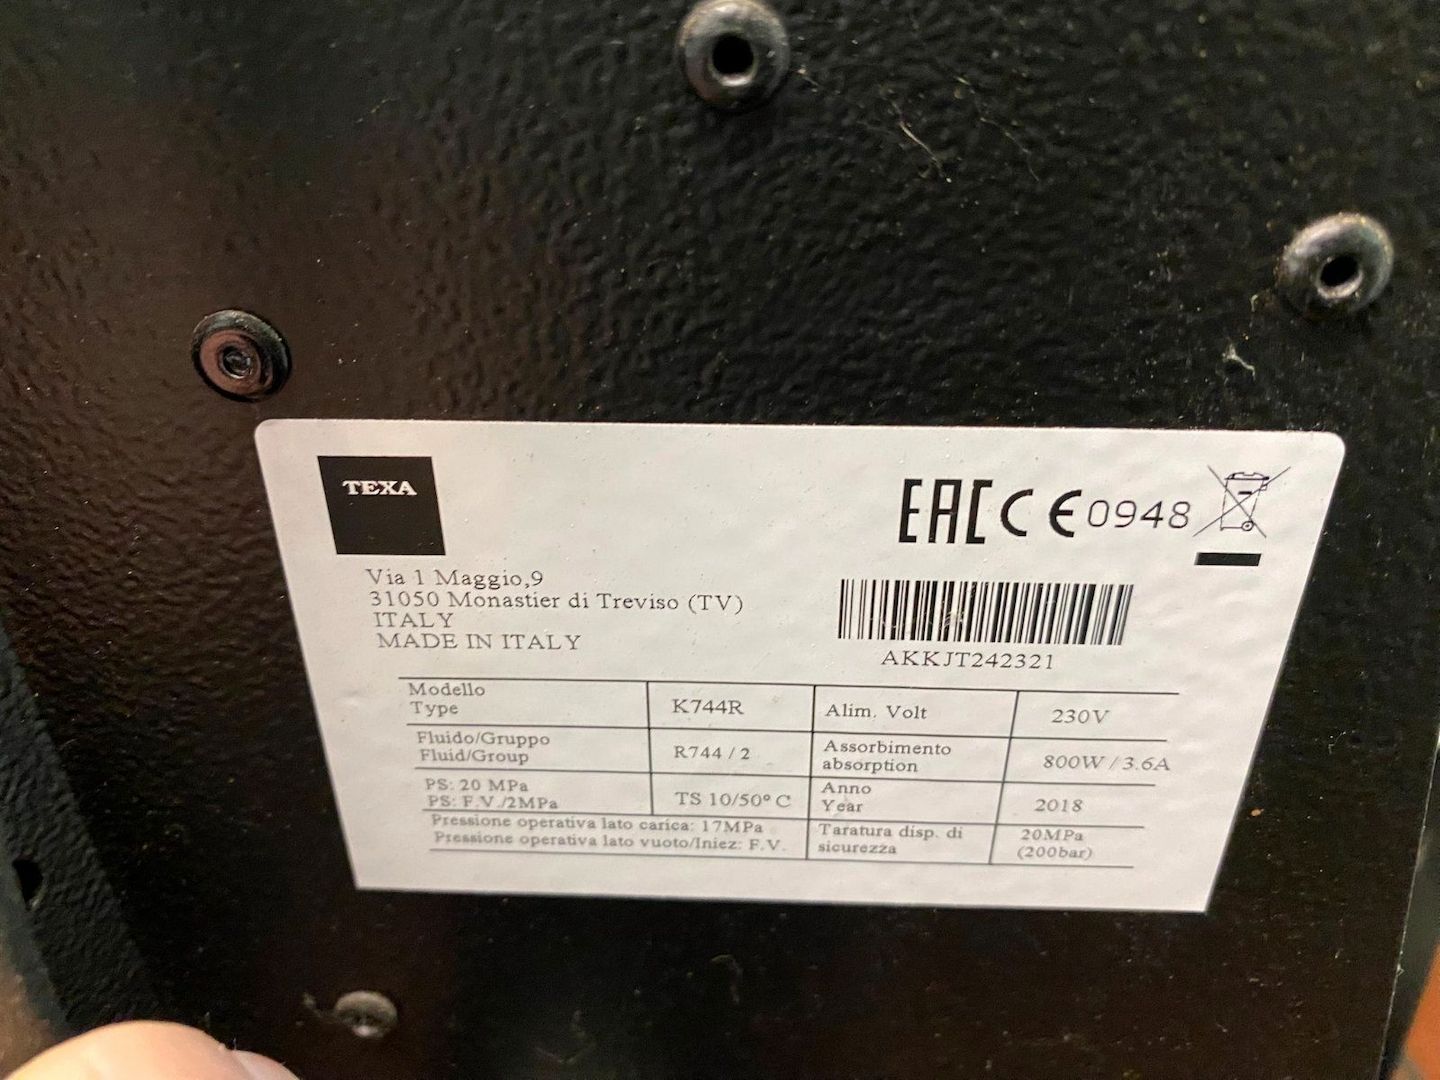 TEXA
EAC CE 0948
Via 1 Maggio,9
31050 Monastier di Treviso (TV)
ITALY
MADE IN ITALY
AKKJT242321
Modello
Type
K744R
Alim. Volt
230V
Fluido/Gruppo
Fluid/Group
R744 / 2
Assorbimento
absorption
800W / 3.6A
PS: 20 MPa
PS: F.V./2MPa
TS 10/50° C
Anno
Year
2018
Pressione operativa lato carica: 17MPa
Pressione operativa lato vuoto/Iniez: F.V.
Taratura disp. di
sicurezza
20MPa
(200bar)